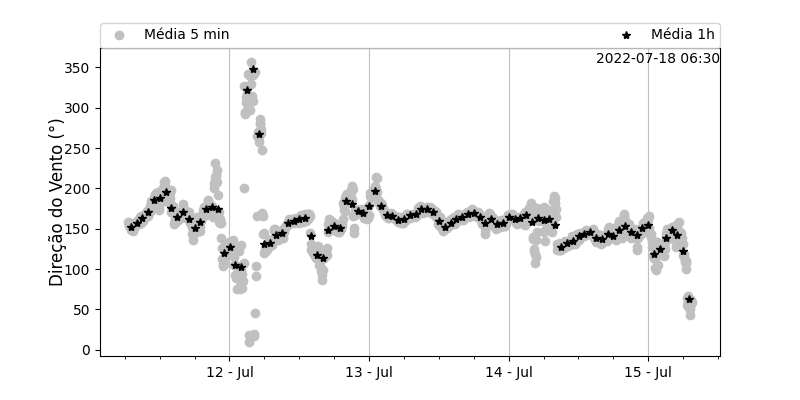 Média 5 min
Média 1h
2022-07-18 06:30
Direção do Vento (°)
350
300
250
200
150
100
50
0
12 - Jul
13 - Jul
14 - Jul
15 - Jul